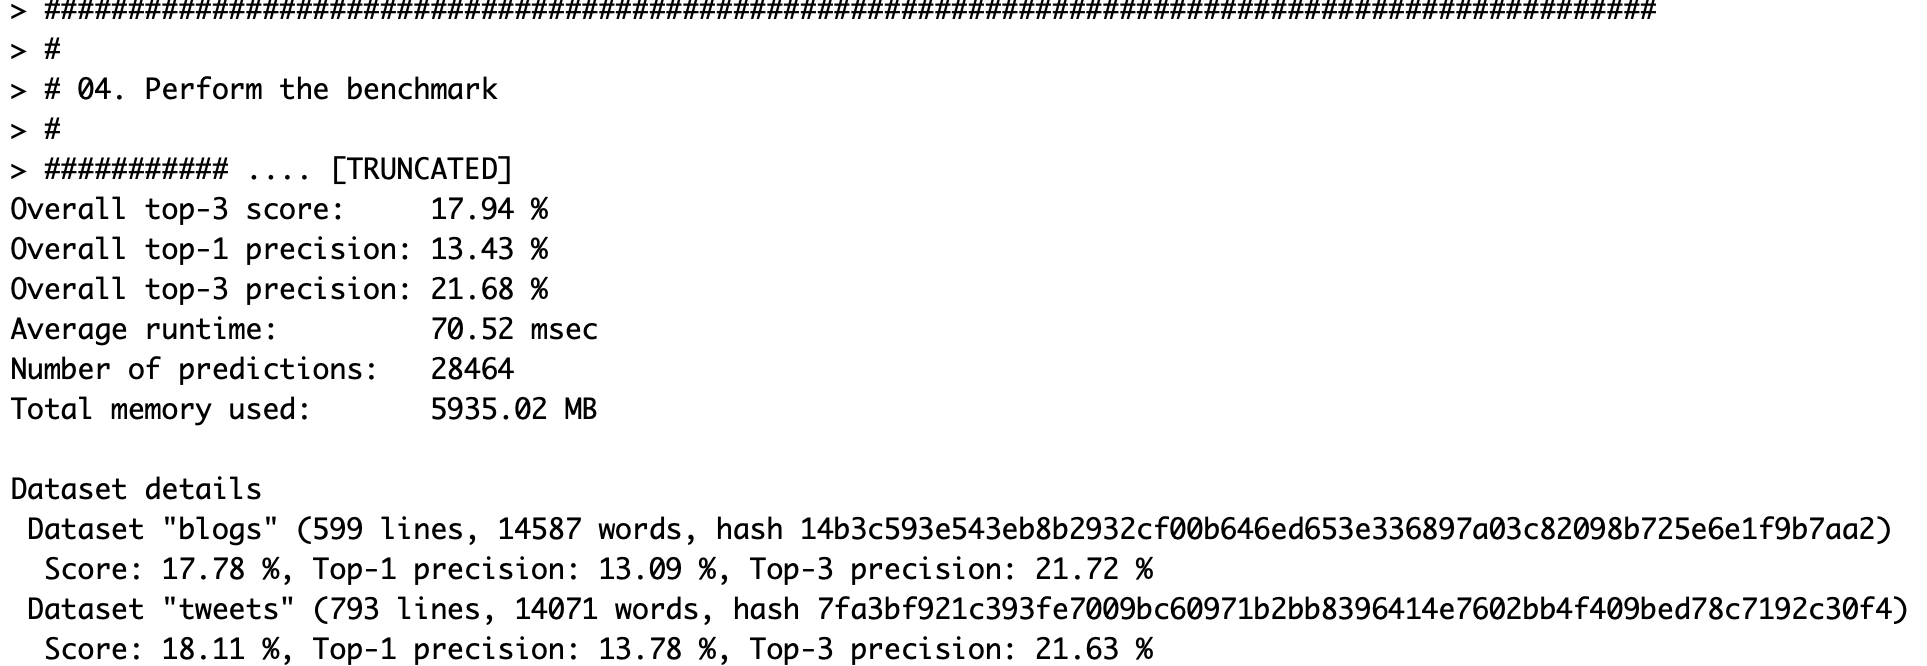 > ################################################################################################
> #
> # 04. Perform the benchmark
> #
> ########### .... [TRUNCATED]
Overall top-3 score:     17.94 %
Overall top-1 precision: 13.43 %
Overall top-3 precision: 21.68 %
Average runtime:         70.52 msec
Number of predictions:   28464
Total memory used:       5935.02 MB

Dataset details
 Dataset "blogs" (599 lines, 14587 words, hash 14b3c593e543eb8b2932cf00b646ed653e336897a03c82098b725e6e1f9b7aa2)
  Score: 17.78 %, Top-1 precision: 13.09 %, Top-3 precision: 21.72 %
 Dataset "tweets" (793 lines, 14071 words, hash 7fa3bf921c393fe7009bc60971b2bb8396414e7602bb4f409bed78c7192c30f4)
  Score: 18.11 %, Top-1 precision: 13.78 %, Top-3 precision: 21.63 %